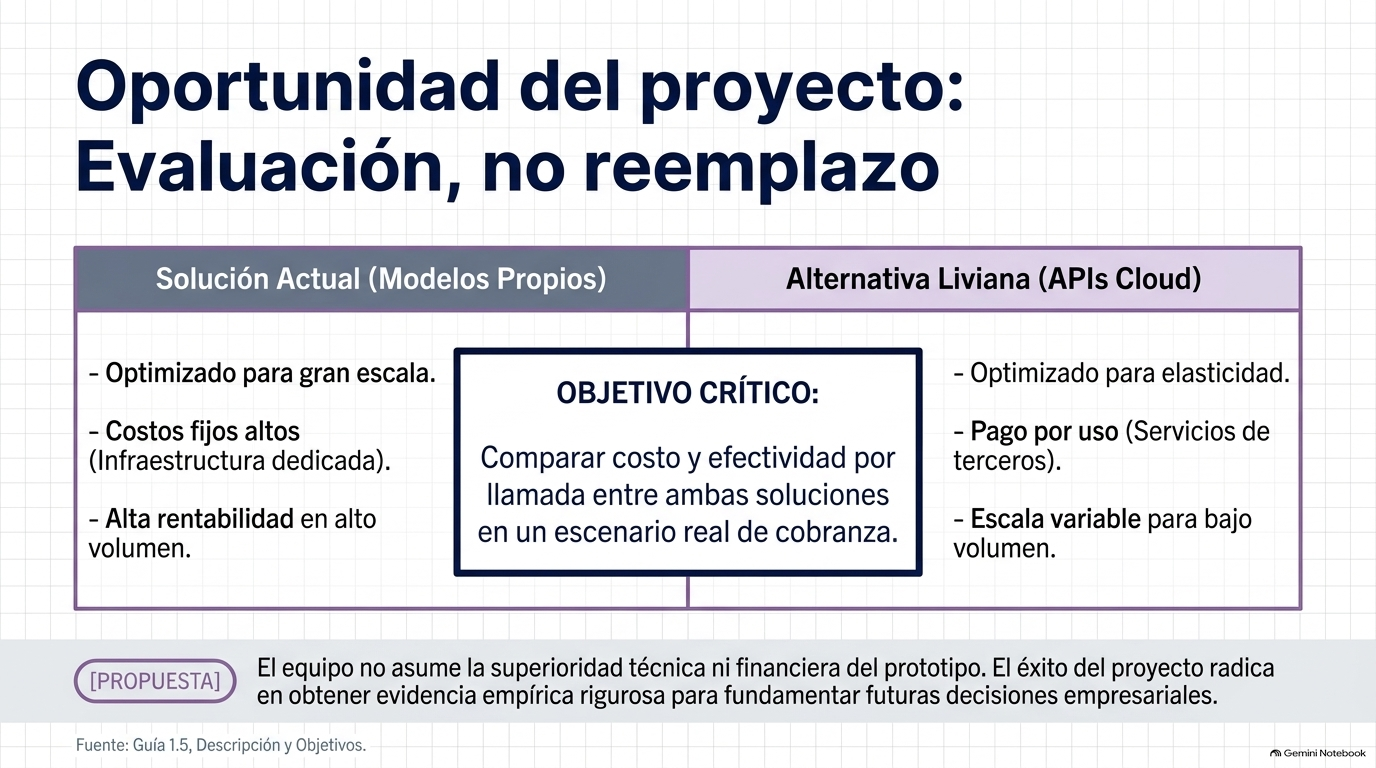 Oportunidad del proyecto:
Evaluación, no reemplazo
Solución Actual (Modelos Propios)
Alternativa Liviana (APIs Cloud)
- Optimizado para gran escala.
- Costos fijos altos
(Infraestructura dedicada).
- Alta rentabilidad en alto
volumen.
OBJETIVO CRÍTICO:
Comparar costo y efectividad por
llamada entre ambas soluciones
en un escenario real de cobranza.
- Optimizado para elasticidad.
- Pago por uso (Servicios de
terceros).
- Escala variable para bajo
volumen.
[PROPUESTA]
El equipo no asume la superioridad técnica ni financiera del prototipo. El éxito del proyecto radica
en obtener evidencia empírica rigurosa para fundamentar futuras decisiones empresariales.
Fuente: Guía 1.5, Descripción y Objetivos.
Gemini Notebook